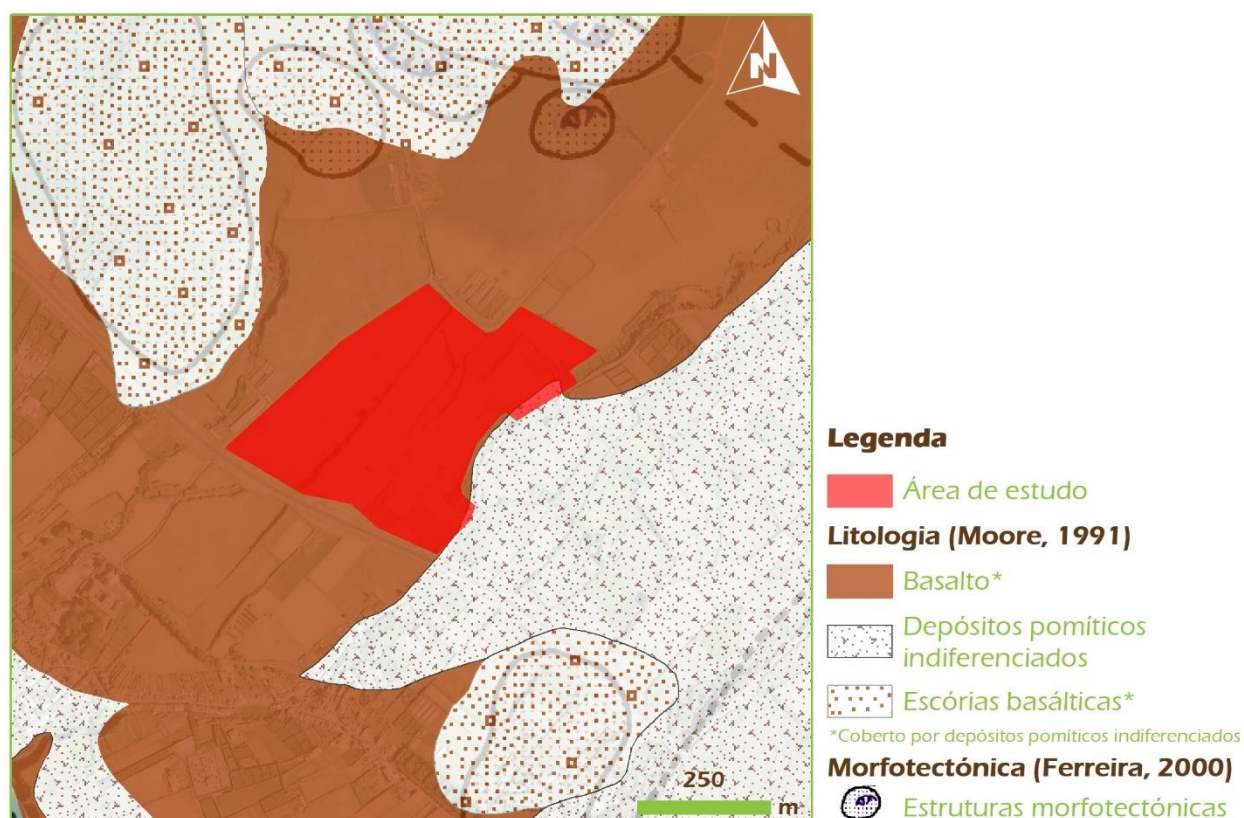 N
Legenda
Área de estudo
Litologia (Moore, 1991)
Basalto*
Depósitos pomíticos
indiferenciados
Escórias basálticas*
*Coberto por depósitos pomíticos indiferenciados
Morfotectónica (Ferreira, 2000)
Estruturas morfotectónicas
250
m